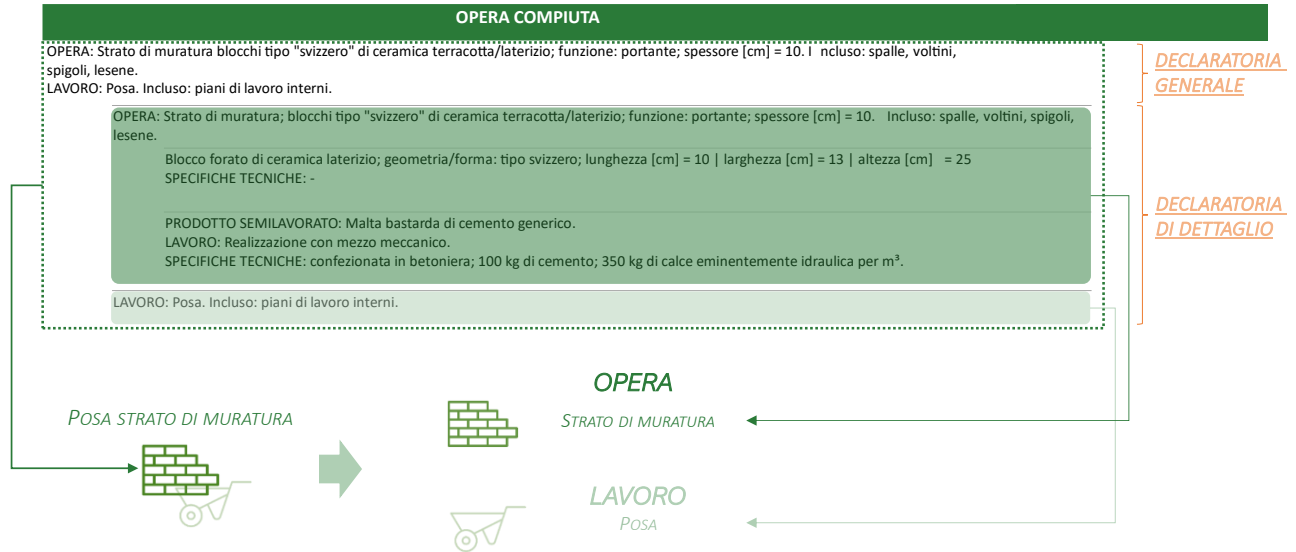 OPERA COMPIUTA
OPERA: Strato di muratura blocchi tipo "svizzero" di ceramica terracotta/laterizio; funzione: portante; spessore [cm] = 10. I ncluso: spalle, voltini,
spigoli, lesene.
LAVORO: Posa. Incluso: piani di lavoro interni.
DECLARATORIA
GENERALE
OPERA: Strato di muratura; blocchi tipo "svizzero" di ceramica terracotta/laterizio; funzione: portante; spessore [cm] = 10. Incluso: spalle, voltini, spigoli,
lesene.
Blocco forato di ceramica laterizio; geometria/forma: tipo svizzero; lunghezza [cm] = 10 | larghezza [cm] = 13 | altezza [cm] = 25
SPECIFICHE TECNICHE: -
PRODOTTO SEMILAVORATO: Malta bastarda di cemento generico.
LAVORO: Realizzazione con mezzo meccanico.
SPECIFICHE TECNICHE: confezionata in betoniera; 100 kg di cemento; 350 kg di calce eminentemente idraulica per m³.
DECLARATORIA
DI DETTAGLIO
LAVORO: Posa. Incluso: piani di lavoro interni.
POSA STRATO DI MURATURA
OPERA
STRATO DI MURATURA
LAVORO
POSA